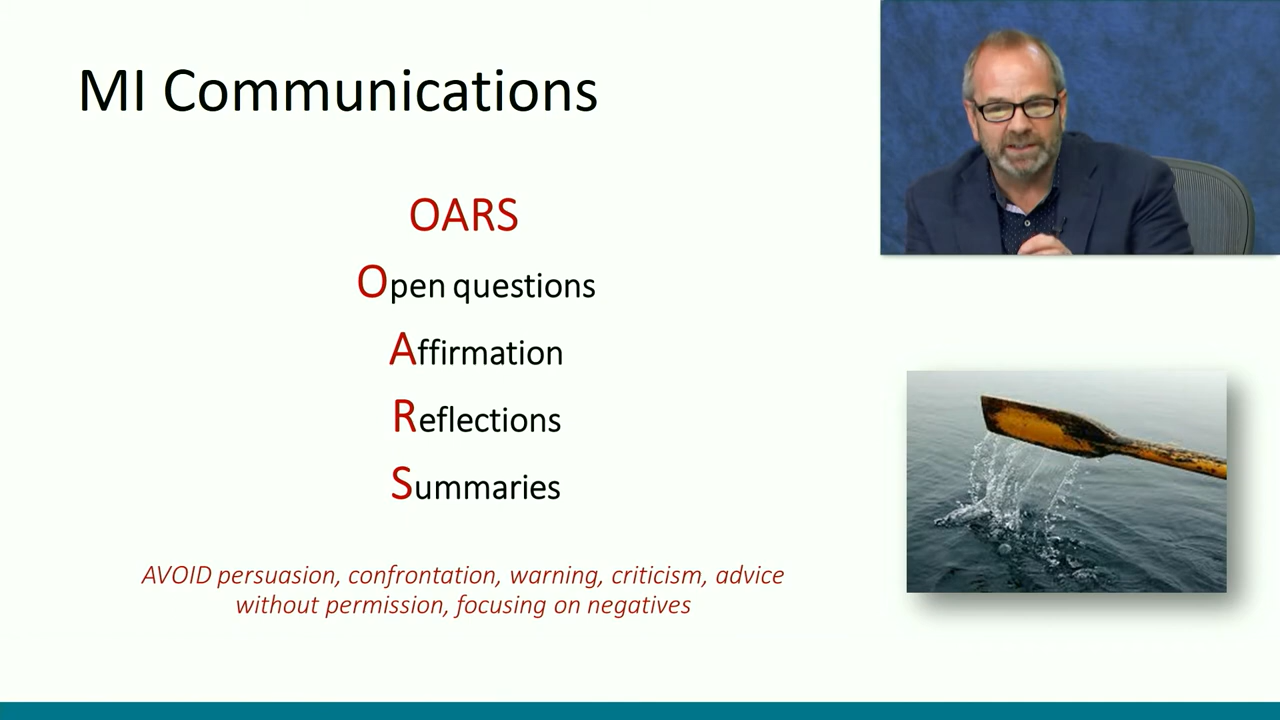 MI Communications
OARS
Open questions
Affirmation
Reflections
Summaries
AVOID persuasion, confrontation, warning, criticism, advice
without permission, focusing on negatives